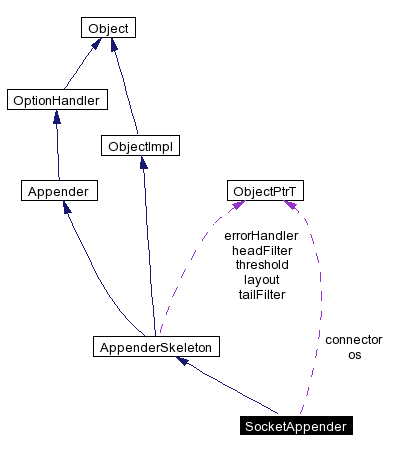 Object
OptionHandler
ObjectImpl
Appender
ObjectPtrT
errorHandler
headFilter
threshold
layout
tailFilter
AppenderSkeleton
connector
os
SocketAppender